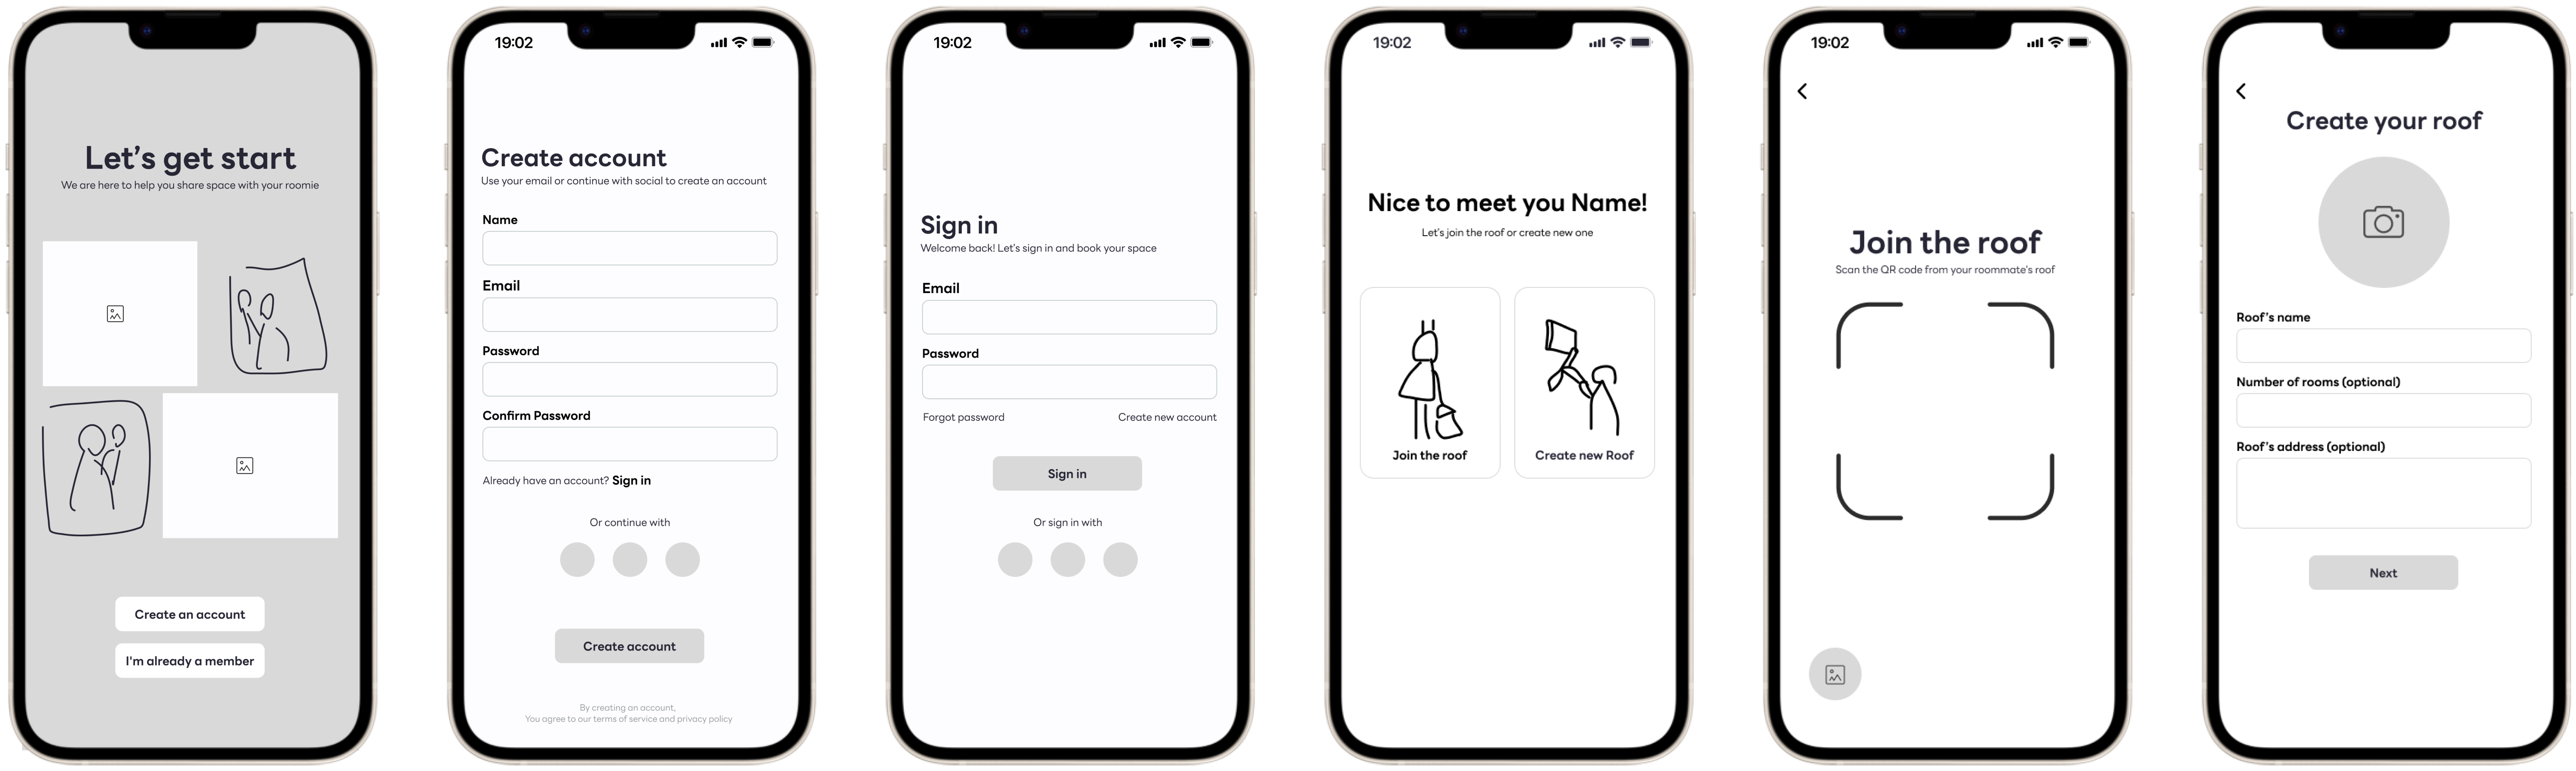 Let's get start
We are here to help you share space with your roomie
Create an account
I'm already a member
19:02
Create account
Use your email or continue with social to create an account
Name
Email
Password
Confirm Password
Already have an account? Sign in
Or continue with
Create account
By creating an account,
You agree to our terms of service and privacy policy
19:02
Sign in
Welcome back! Let's sign in and book your space
Email
Password
Forgot password
Create new account
Sign in
Or sign in with
19:02
Nice to meet you Name!
Let's join the roof or create new one
Join the roof
Create new Roof
19:02
Join the roof
Scan the QR code from your roommate's roof
Create your roof
Roof's name
Number of rooms (optional)
Roof's address (optional)
Next